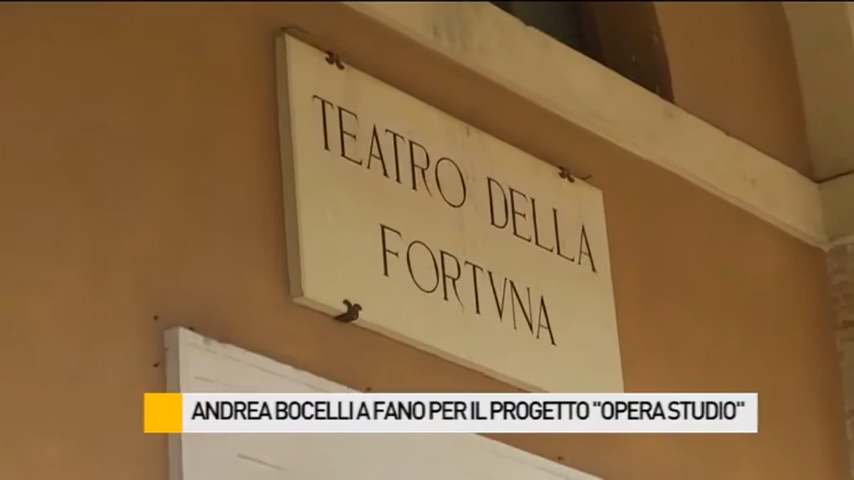 TEATRO DELLA
FORTVNA
ANDREA BOCELLI A FANO PER IL PROGETTO "OPERA STUDIO"